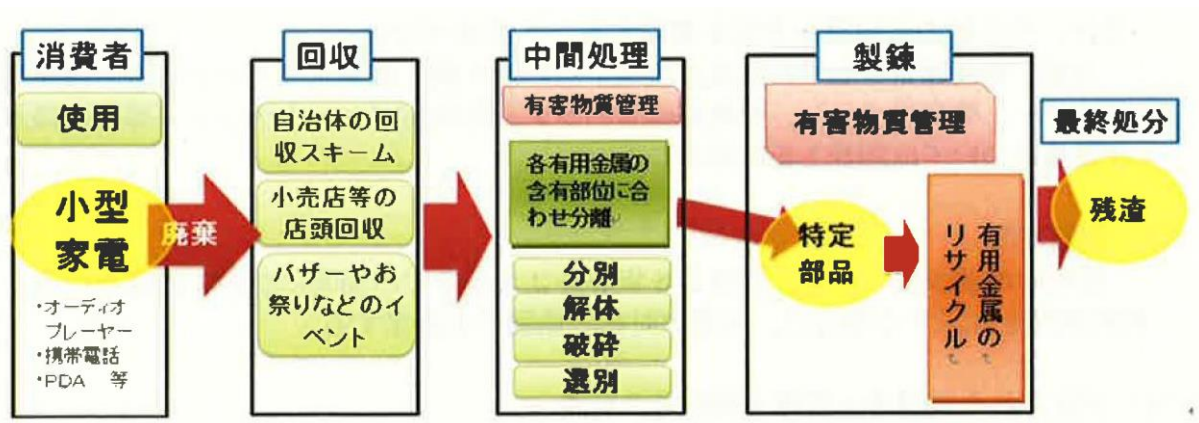 消費者
使用
小型
家電
廃棄
・オーディオ
プレーヤー
・携帯電話
・PDA 等
回収
自治体の回
収スキーム
小売店等の
店頭回収
バザーやお
祭りなどのイ
ベント
中間処理
有害物質管理
各有用金属の
含有部位に合
わせ分離
分別
解体
破砕
選別
製錬
有害物質管理
特定
部品
有用金属の
リサイクル
最終処分
残渣